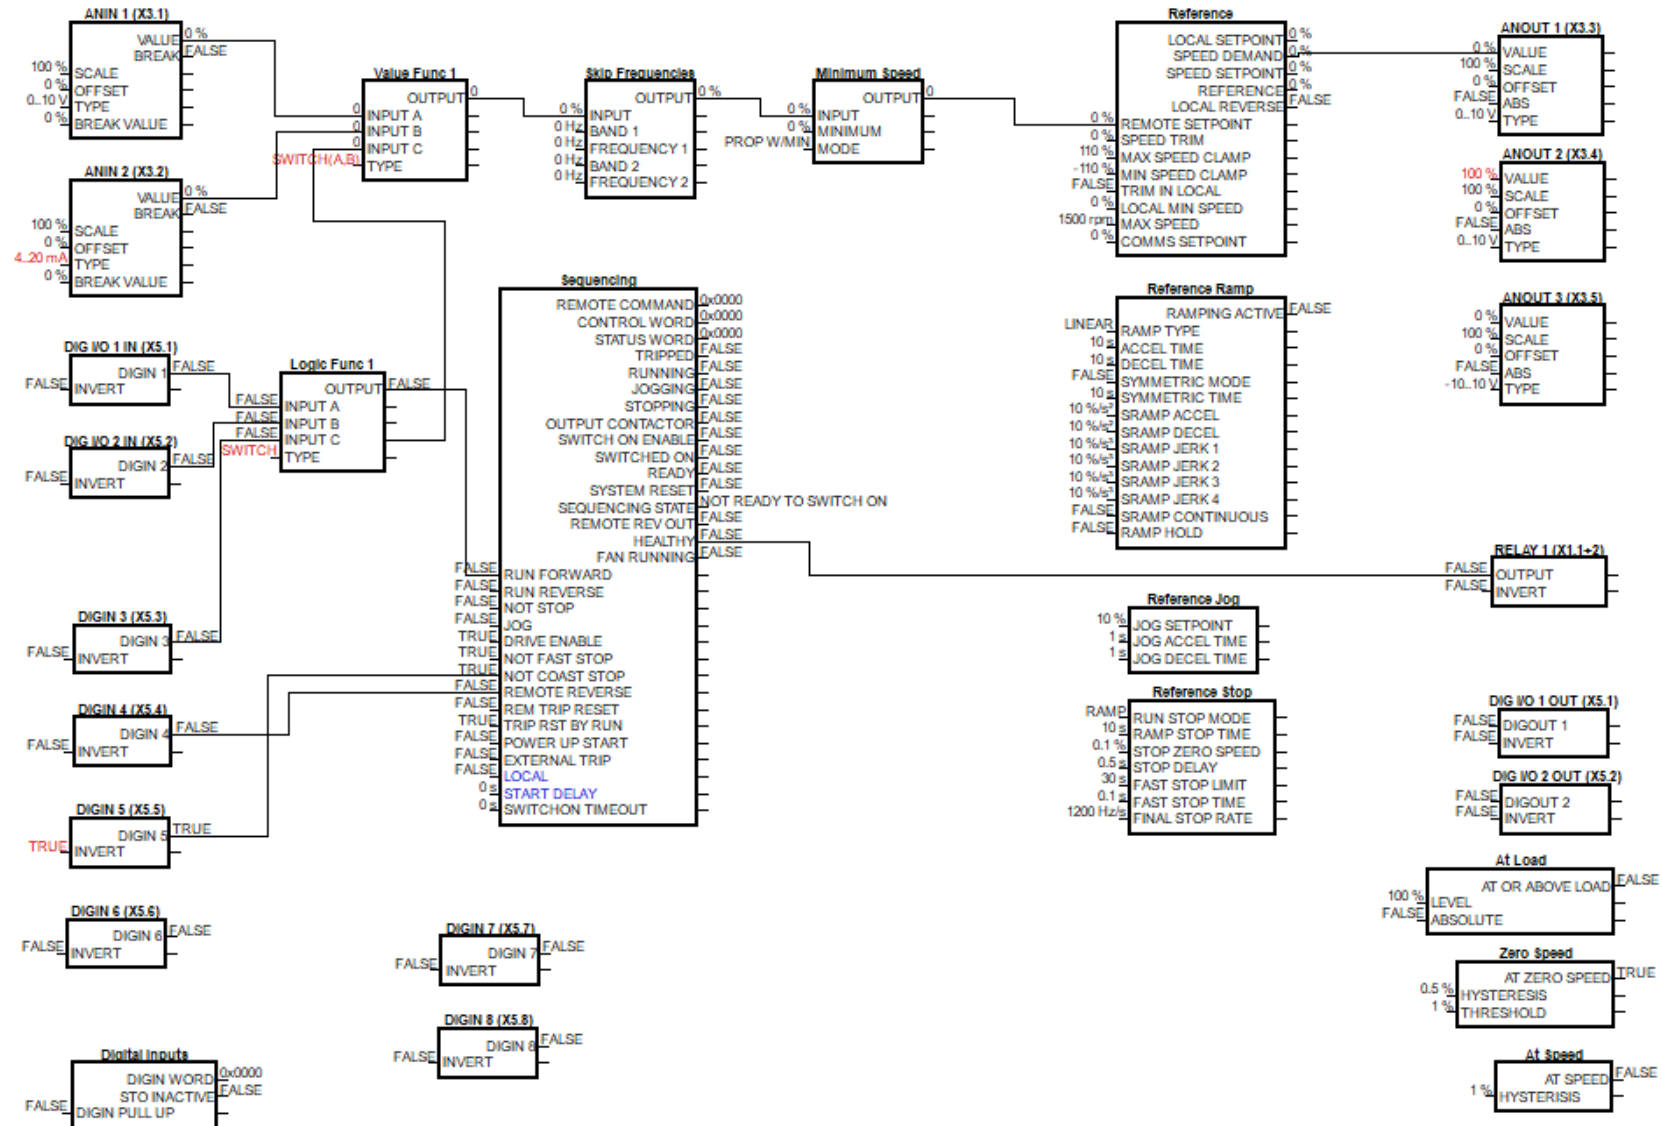 ANIN 1 (X3.1)
VALUE 0 %
BREAK FALSE
100 % SCALE
0 % OFFSET
0..10 V TYPE
0 % BREAK VALUE
ANIN 2 (X3.2)
VALUE 0 %
BREAK FALSE
100 % SCALE
0 % OFFSET
4..20 mA TYPE
0 % BREAK VALUE
DIG I/O 1 IN (X5.1)
DIGIN 1 FALSE
FALSE INVERT
DIG I/O 2 IN (X5.2)
DIGIN 2 FALSE
FALSE INVERT
DIGIN 3 (X5.3)
DIGIN 3 FALSE
FALSE INVERT
DIGIN 4 (X5.4)
DIGIN 4 FALSE
FALSE INVERT
DIGIN 5 (X5.5)
DIGIN 5 TRUE
TRUE INVERT
DIGIN 6 (X5.6)
DIGIN 6 FALSE
FALSE INVERT
Digital Inputs
DIGIN WORD 0x0000
STO INACTIVE FALSE
FALSE DIGIN PULL UP
Value Func 1
OUTPUT 0
0 INPUT A
0 INPUT B
0 INPUT C
SWITCH(A,B) TYPE
Logic Func 1
OUTPUT FALSE
FALSE INPUT A
FALSE INPUT B
FALSE INPUT C
SWITCH TYPE
Skip Frequencies
OUTPUT 0 %
0 % INPUT
0 Hz BAND 1
0 Hz FREQUENCY 1
0 Hz BAND 2
0 Hz FREQUENCY 2
Minimum Speed
OUTPUT 0
0 % INPUT
0 % MINIMUM
PROP W/MIN MODE
Sequencing
REMOTE COMMAND 0x0000
CONTROL WORD 0x0000
STATUS WORD 0x0000
TRIPPED FALSE
RUNNING FALSE
JOGGING FALSE
STOPPING FALSE
OUTPUT CONTACTOR FALSE
SWITCH ON ENABLE FALSE
SWITCHED ON FALSE
READY FALSE
SYSTEM RESET FALSE
SEQUENCING STATE NOT READY TO SWITCH ON
REMOTE REV OUT FALSE
HEALTHY FALSE
FAN RUNNING FALSE
FALSE RUN FORWARD
FALSE RUN REVERSE
FALSE NOT STOP
FALSE JOG
TRUE DRIVE ENABLE
TRUE NOT FAST STOP
TRUE NOT COAST STOP
FALSE REMOTE REVERSE
FALSE REM TRIP RESET
TRUE TRIP RST BY RUN
FALSE POWER UP START
FALSE EXTERNAL TRIP
FALSE LOCAL
0 s START DELAY
0 s SWITCHON TIMEOUT
DIGIN 7 (X5.7)
DIGIN 7 FALSE
FALSE INVERT
DIGIN 8 (X5.8)
DIGIN 8 FALSE
FALSE INVERT
Reference
LOCAL SETPOINT 0 %
SPEED DEMAND 0 %
SPEED SETPOINT 0 %
REFERENCE 0 %
LOCAL REVERSE FALSE
0 % REMOTE SETPOINT
0 % SPEED TRIM
110 % MAX SPEED CLAMP
-110 % MIN SPEED CLAMP
FALSE TRIM IN LOCAL
0 % LOCAL MIN SPEED
1500 rpm MAX SPEED
0 % COMMS SETPOINT
Reference Ramp
RAMPING ACTIVE FALSE
LINEAR RAMP TYPE
10 s ACCEL TIME
10 s DECEL TIME
FALSE SYMMETRIC MODE
10 s SYMMETRIC TIME
10 %/s² SRAMP ACCEL
10 %/s² SRAMP DECEL
10 %/s³ SRAMP JERK 1
10 %/s³ SRAMP JERK 2
10 %/s³ SRAMP JERK 3
10 %/s³ SRAMP JERK 4
FALSE SRAMP CONTINUOUS
FALSE RAMP HOLD
Reference Jog
10 % JOG SETPOINT
1 s JOG ACCEL TIME
1 s JOG DECEL TIME
Reference Stop
RAMP RUN STOP MODE
10 s RAMP STOP TIME
0.1 % STOP ZERO SPEED
0.5 s STOP DELAY
30 s FAST STOP LIMIT
0.1 s FAST STOP TIME
1200 Hz/s FINAL STOP RATE
ANOUT 1 (X3.3)
0 % VALUE
100 % SCALE
0 % OFFSET
FALSE ABS
0..10 V TYPE
ANOUT 2 (X3.4)
100 % VALUE
100 % SCALE
0 % OFFSET
FALSE ABS
0..10 V TYPE
ANOUT 3 (X3.5)
0 % VALUE
100 % SCALE
0 % OFFSET
FALSE ABS
-10..10 V TYPE
RELAY 1 (X1.1+2)
FALSE OUTPUT
FALSE INVERT
DIG I/O 1 OUT (X5.1)
FALSE DIGOUT 1
FALSE INVERT
DIG I/O 2 OUT (X5.2)
FALSE DIGOUT 2
FALSE INVERT
At Load
AT OR ABOVE LOAD FALSE
100 % LEVEL
FALSE ABSOLUTE
Zero Speed
AT ZERO SPEED TRUE
0.5 % HYSTERESIS
1 % THRESHOLD
At Speed
AT SPEED FALSE
1 % HYSTERISIS